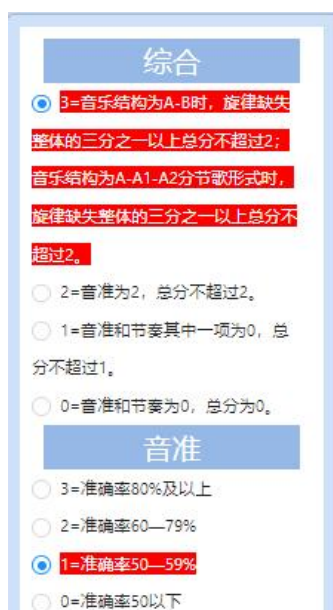 综合
3=音乐结构为A-B时，旋律缺失
整体的三分之一以上总分不超过2；
音乐结构为A-A1-A2分节歌形式时，
旋律缺失整体的三分之一以上总分不
超过2。
2=音准为2，总分不超过2。
1=音准和节奏其中一项为0，总
分不超过1。
0=音准和节奏为0，总分为0。
音准
3=准确率80%及以上
2=准确率60—79%
1=准确率50—59%
0=准确率50以下